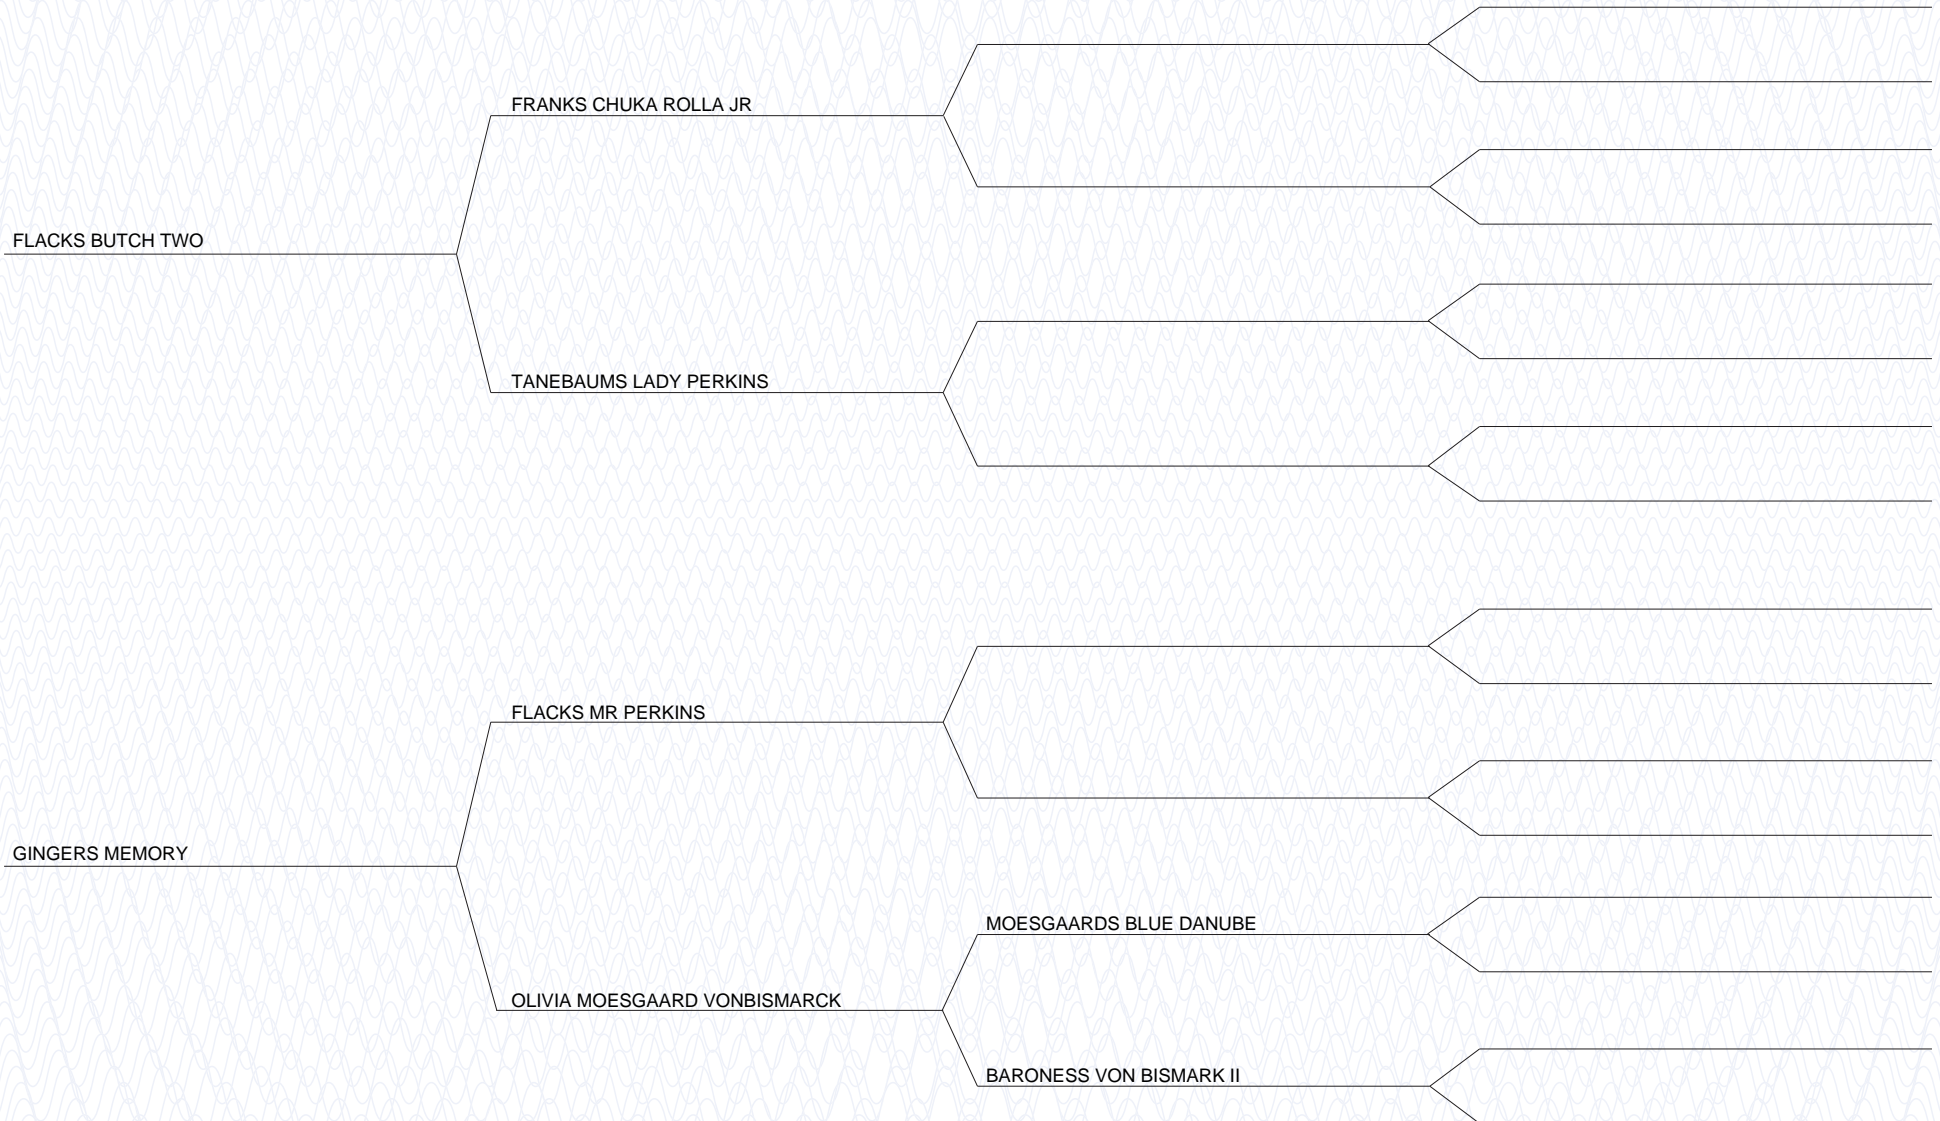 FRANKS CHUKA ROLLA JR
FLACKS BUTCH TWO
TANEBAUMS LADY PERKINS
FLACKS MR PERKINS
GINGERS MEMORY
MOESGAARDS BLUE DANUBE
OLIVIA MOESGAARD VONBISMARCK
BARONESS VON BISMARK II